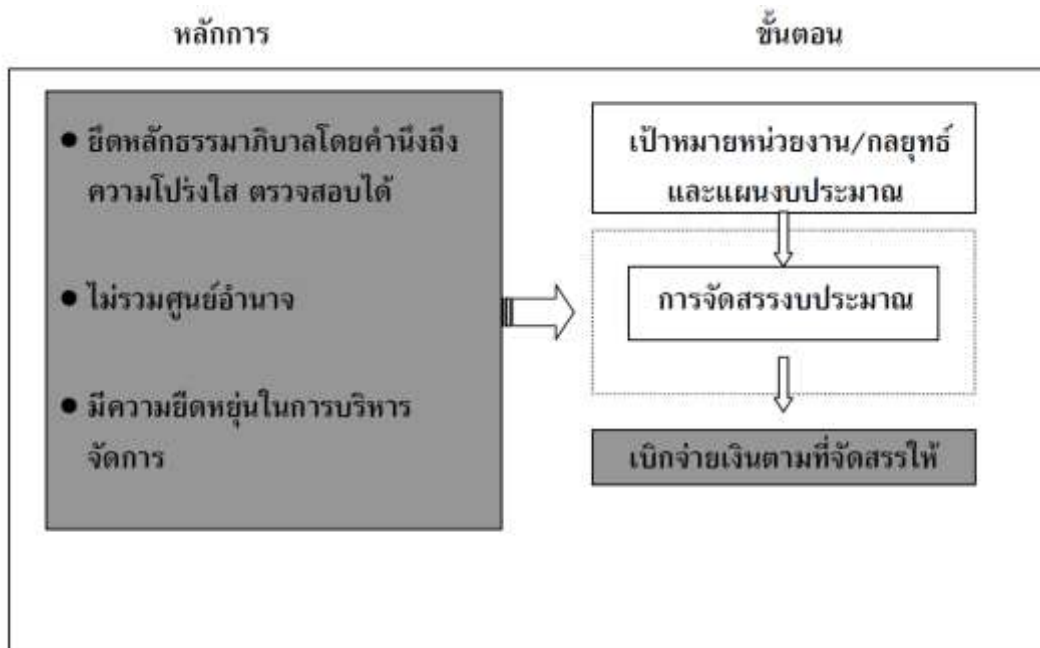 หลักการ
ขั้นตอน
● ยึดหลักธรรมาภิบาลโดยคำนึงถึง
ความโปร่งใส ตรวจสอบได้
● ไม่รวมศูนย์อำนาจ
● มีความยืดหยุ่นในการบริหาร
จัดการ
เป้าหมายหน่วยงาน/กลยุทธ์
และแผนงบประมาณ
การจัดสรรงบประมาณ
เบิกจ่ายเงินตามที่จัดสรรให้